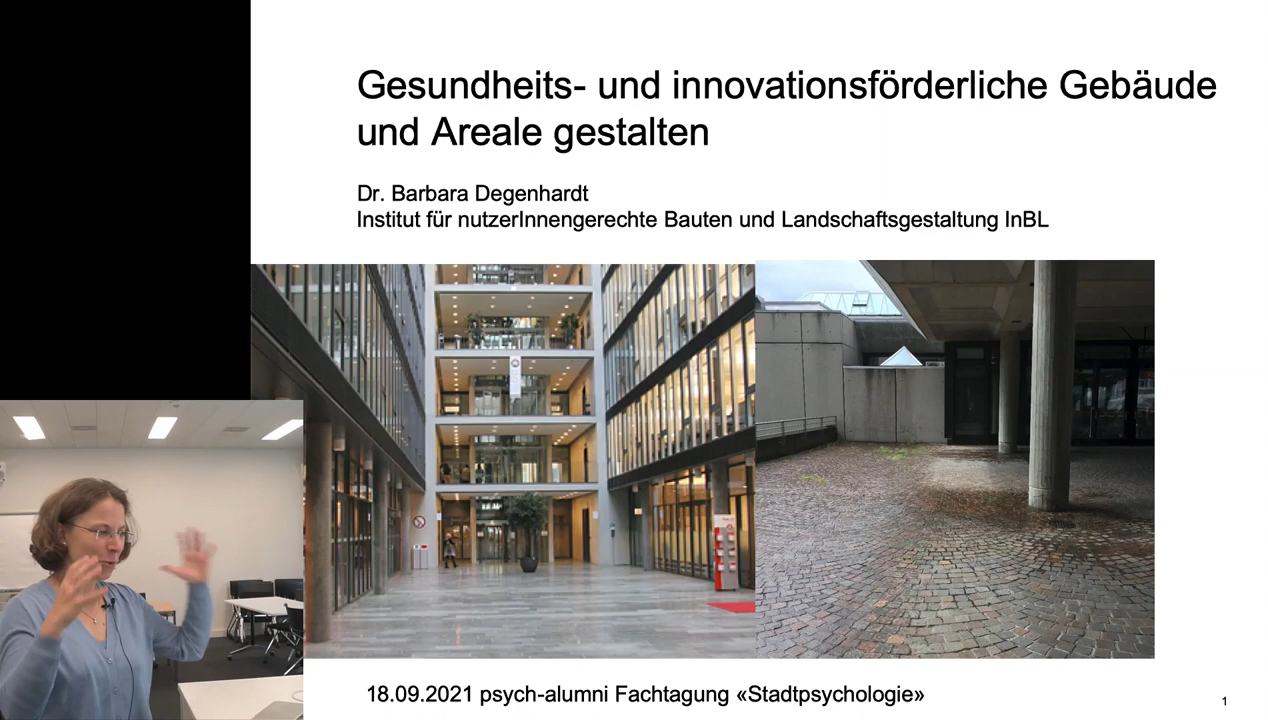 Gesundheits- und innovationsförderliche Gebäude
und Areale gestalten
Dr. Barbara Degenhardt
Institut für nutzerInnengerechte Bauten und Landschaftsgestaltung InBL
18.09.2021 psych-alumni Fachtagung «Stadtpsychologie»
1